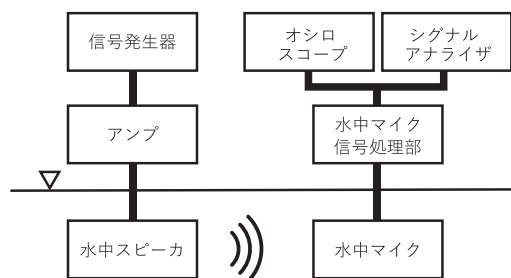 信号発生器
オシロ
スコープ
シグナル
アナライザ
アンプ
水中マイク
信号処理部
水中スピーカ
水中マイク